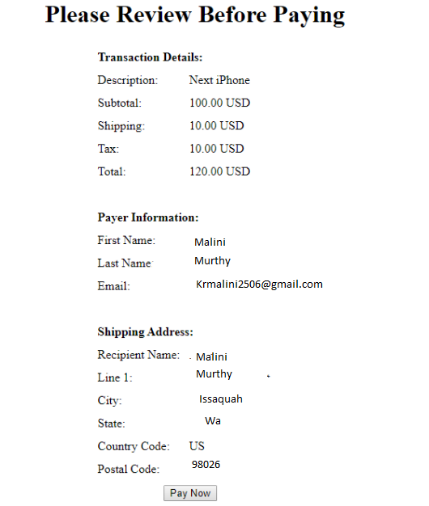 Please Review Before Paying
Transaction Details:
Description: Next iPhone
Subtotal: 100.00 USD
Shipping: 10.00 USD
Tax: 10.00 USD
Total: 120.00 USD
Payer Information:
First Name: Malini
Last Name Murthy
Email: Krmalini2506@gmail.com
Shipping Address:
Recipient Name: Malini
Line 1: Murthy
City: Issaquah
State: Wa
Country Code: US
Postal Code: 98026
Pay Now